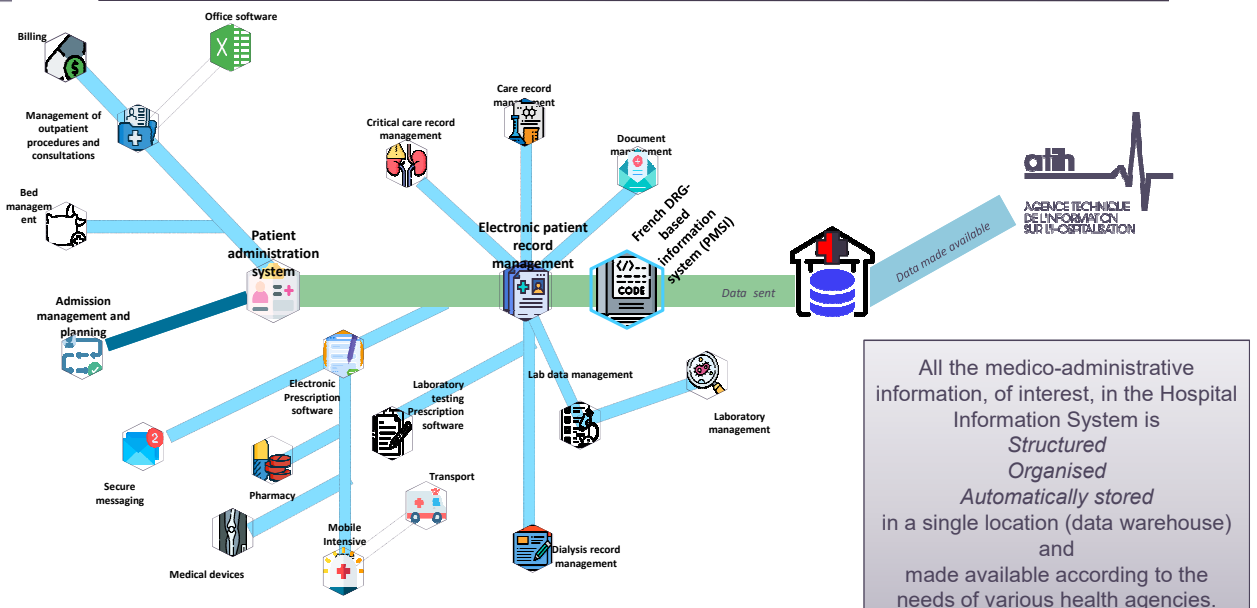 Office software
Billing
Management of
outpatient
procedures and
consultations
Bed
managem
ent
Admission
management and
planning
Patient
administration
system
Critical care record
management
Care record
management
Document
management
Electronic patient
record
management
French DRG-
based
information
system (PMSI)
</>
CODE
Data sent
Data made available
atih
AGENCE TECHNIQUE
DE L'INFORMATION
SUR L'HOSPITALISATION
Electronic
Prescription
software
Laboratory
testing
Prescription
software
Lab data management
Laboratory
management
2
Secure
messaging
Pharmacy
Transport
Medical devices
Mobile
Intensive
Dialysis record
management
All the medico-administrative
information, of interest, in the Hospital
Information System is
Structured
Organised
Automatically stored
in a single location (data warehouse)
and
made available according to the
needs of various health agencies.